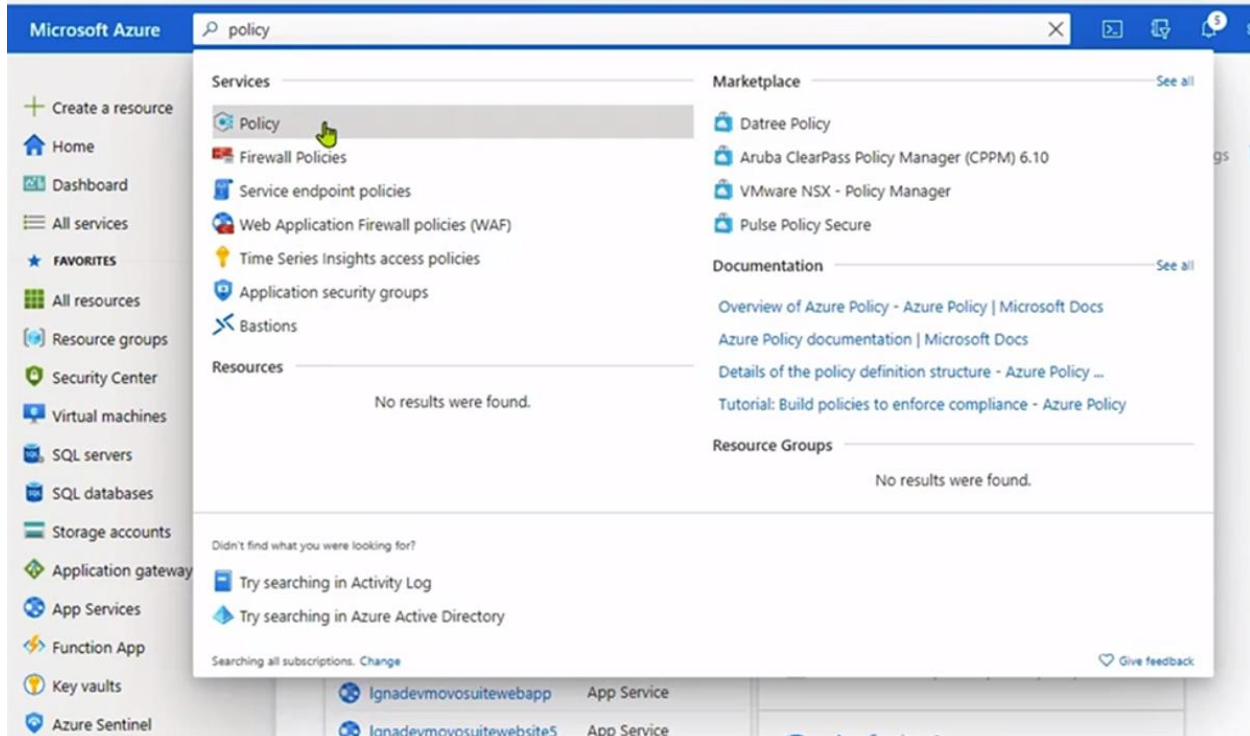 Microsoft Azure
policy
5
Create a resource
Home
Dashboard
All services
FAVORITES
All resources
Resource groups
Security Center
Virtual machines
SQL servers
SQL databases
Storage accounts
Application gateway
App Services
Function App
Key vaults
Azure Sentinel
Services
Policy
Firewall Policies
Service endpoint policies
Web Application Firewall policies (WAF)
Time Series Insights access policies
Application security groups
Bastions
Resources
No results were found.
Marketplace
See all
Datree Policy
Aruba ClearPass Policy Manager (CPPM) 6.10
VMware NSX - Policy Manager
Pulse Policy Secure
Documentation
See all
Overview of Azure Policy - Azure Policy | Microsoft Docs
Azure Policy documentation | Microsoft Docs
Details of the policy definition structure - Azure Policy ...
Tutorial: Build policies to enforce compliance - Azure Policy
Resource Groups
No results were found.
Didn't find what you were looking for?
Try searching in Activity Log
Try searching in Azure Active Directory
Searching all subscriptions. Change
Give feedback
gs
lgnadevmovosuitewebapp App Service
lgnadevmovosuitewebsite5 App Service